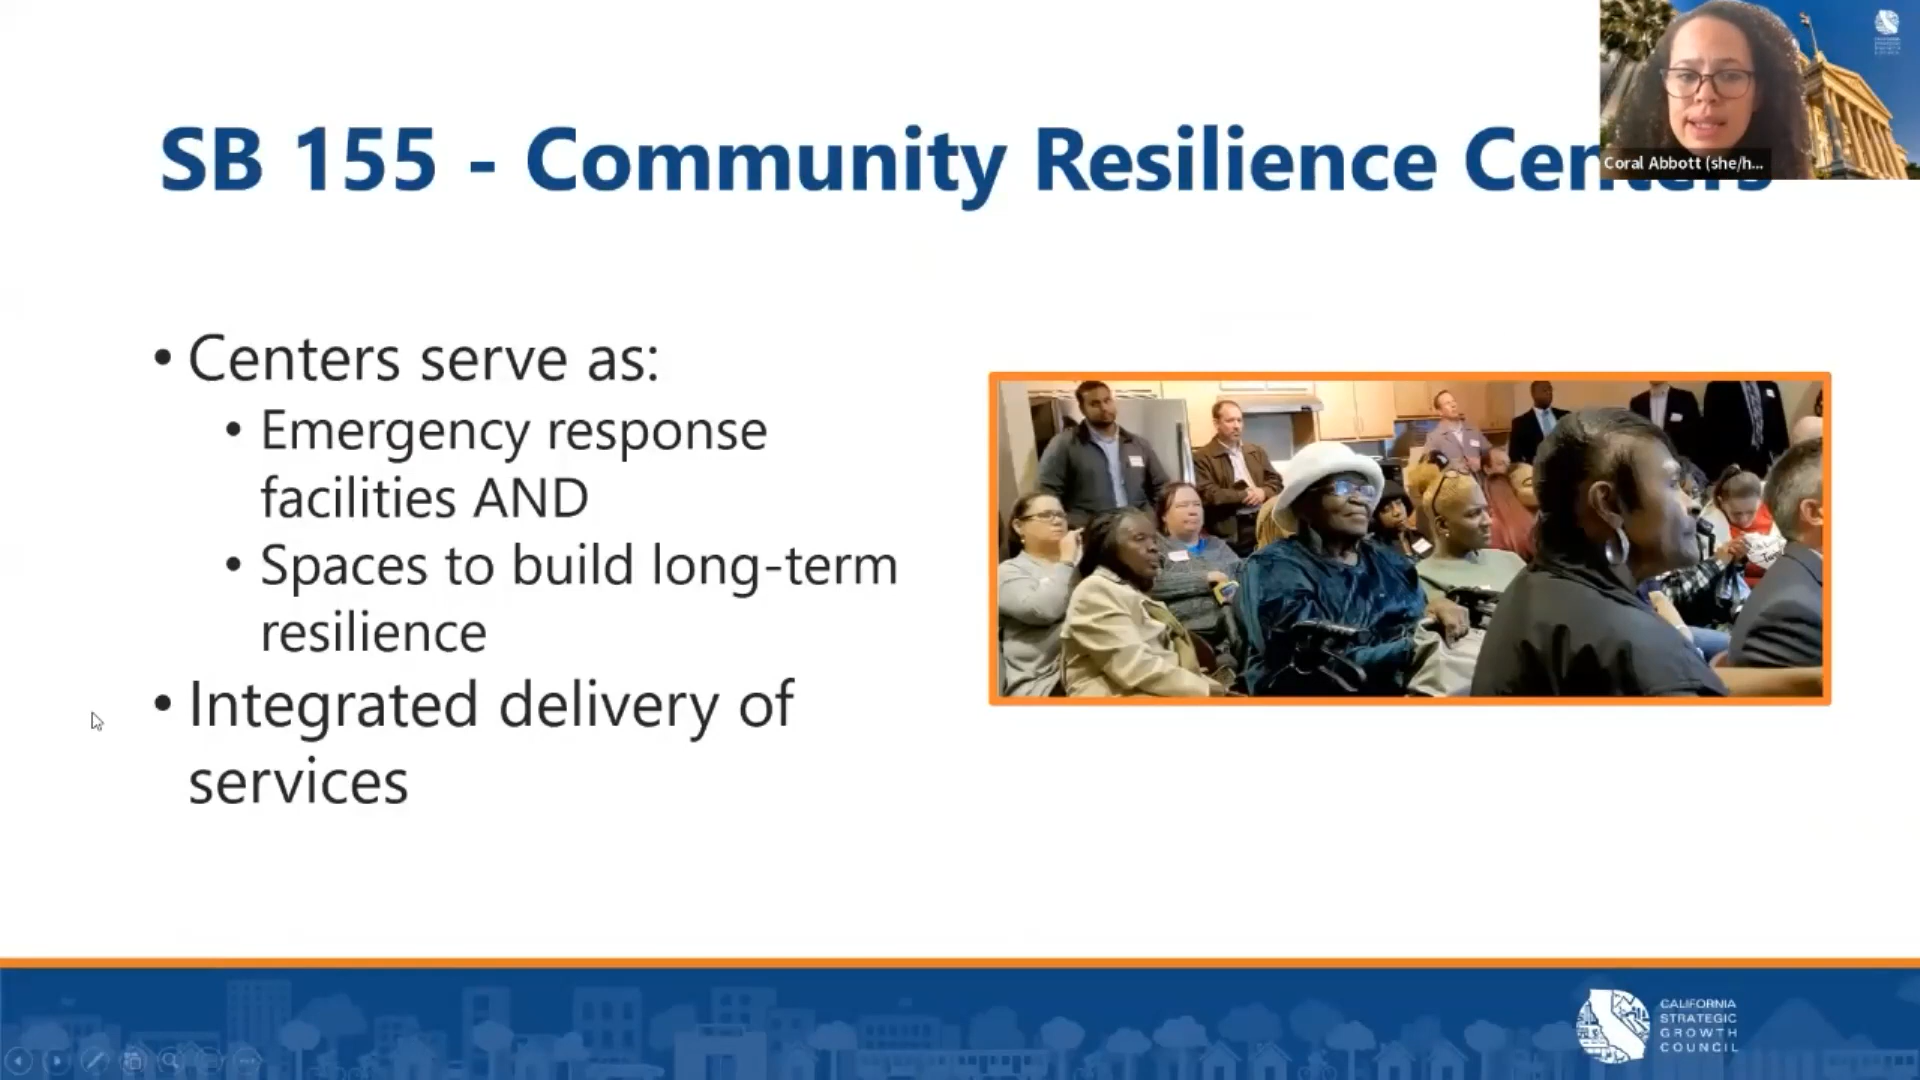 SB 155 - Community Resilience Centers
Coral Abbott (she/h...
• Centers serve as:
• Emergency response
facilities AND
• Spaces to build long-term
resilience
• Integrated delivery of
services
CALIFORNIA
STRATEGIC
GROWTH
COUNCIL